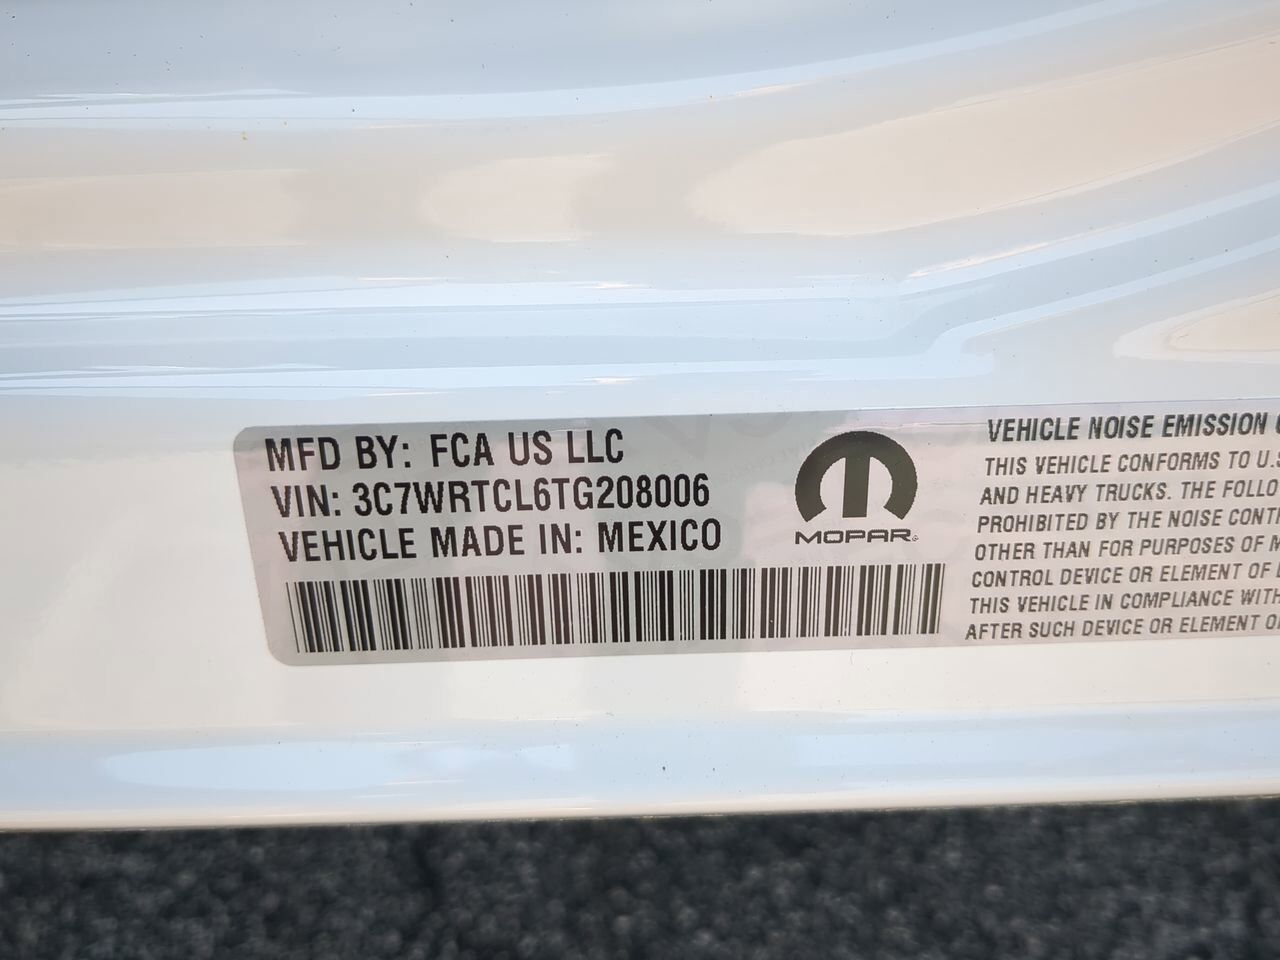 MFD BY: FCA US LLC
VIN: 3C7WRTCL6TG208006
VEHICLE MADE IN: MEXICO
MOPAR
VEHICLE NOISE EMISSION
THIS VEHICLE CONFORMS TO U.S
AND HEAVY TRUCKS. THE FOLLO
PROHIBITED BY THE NOISE CONT
OTHER THAN FOR PURPOSES OF M
CONTROL DEVICE OR ELEMENT OF
THIS VEHICLE IN COMPLIANCE WITH
AFTER SUCH DEVICE OR ELEMENT O